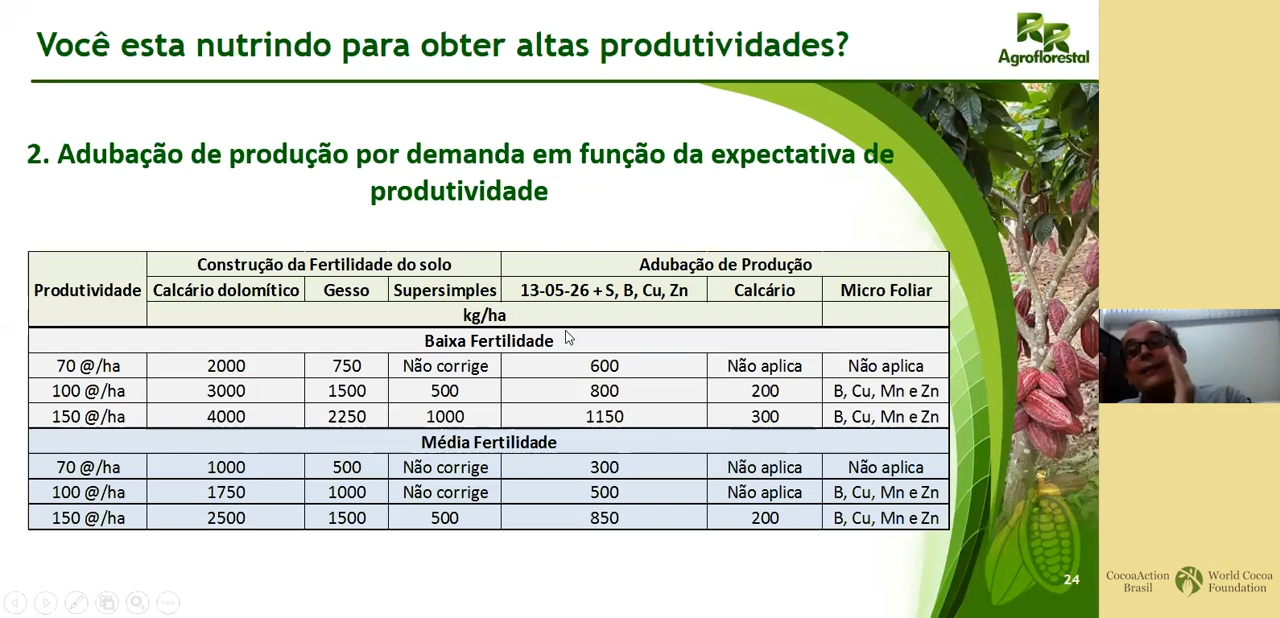 Você esta nutrindo para obter altas produtividades?
RR
Agroflorestal
2. Adubação de produção por demanda em função da expectativa de
produtividade
Produtividade Construção da Fertilidade do solo Adubação de Produção
Calcário dolomítico Gesso Supersimples 13-05-26 + S, B, Cu, Zn Calcário Micro Foliar
kg/ha
Baixa Fertilidade
70 @/ha 2000 750 Não corrige 600 Não aplica Não aplica
100 @/ha 3000 1500 500 800 200 B, Cu, Mn e Zn
150 @/ha 4000 2250 1000 1150 300 B, Cu, Mn e Zn
Média Fertilidade
70 @/ha 1000 500 Não corrige 300 Não aplica Não aplica
100 @/ha 1750 1000 Não corrige 500 Não aplica B, Cu, Mn e Zn
150 @/ha 2500 1500 500 850 200 B, Cu, Mn e Zn
24
CocoaAction
Brasil
World Cocoa
Foundation